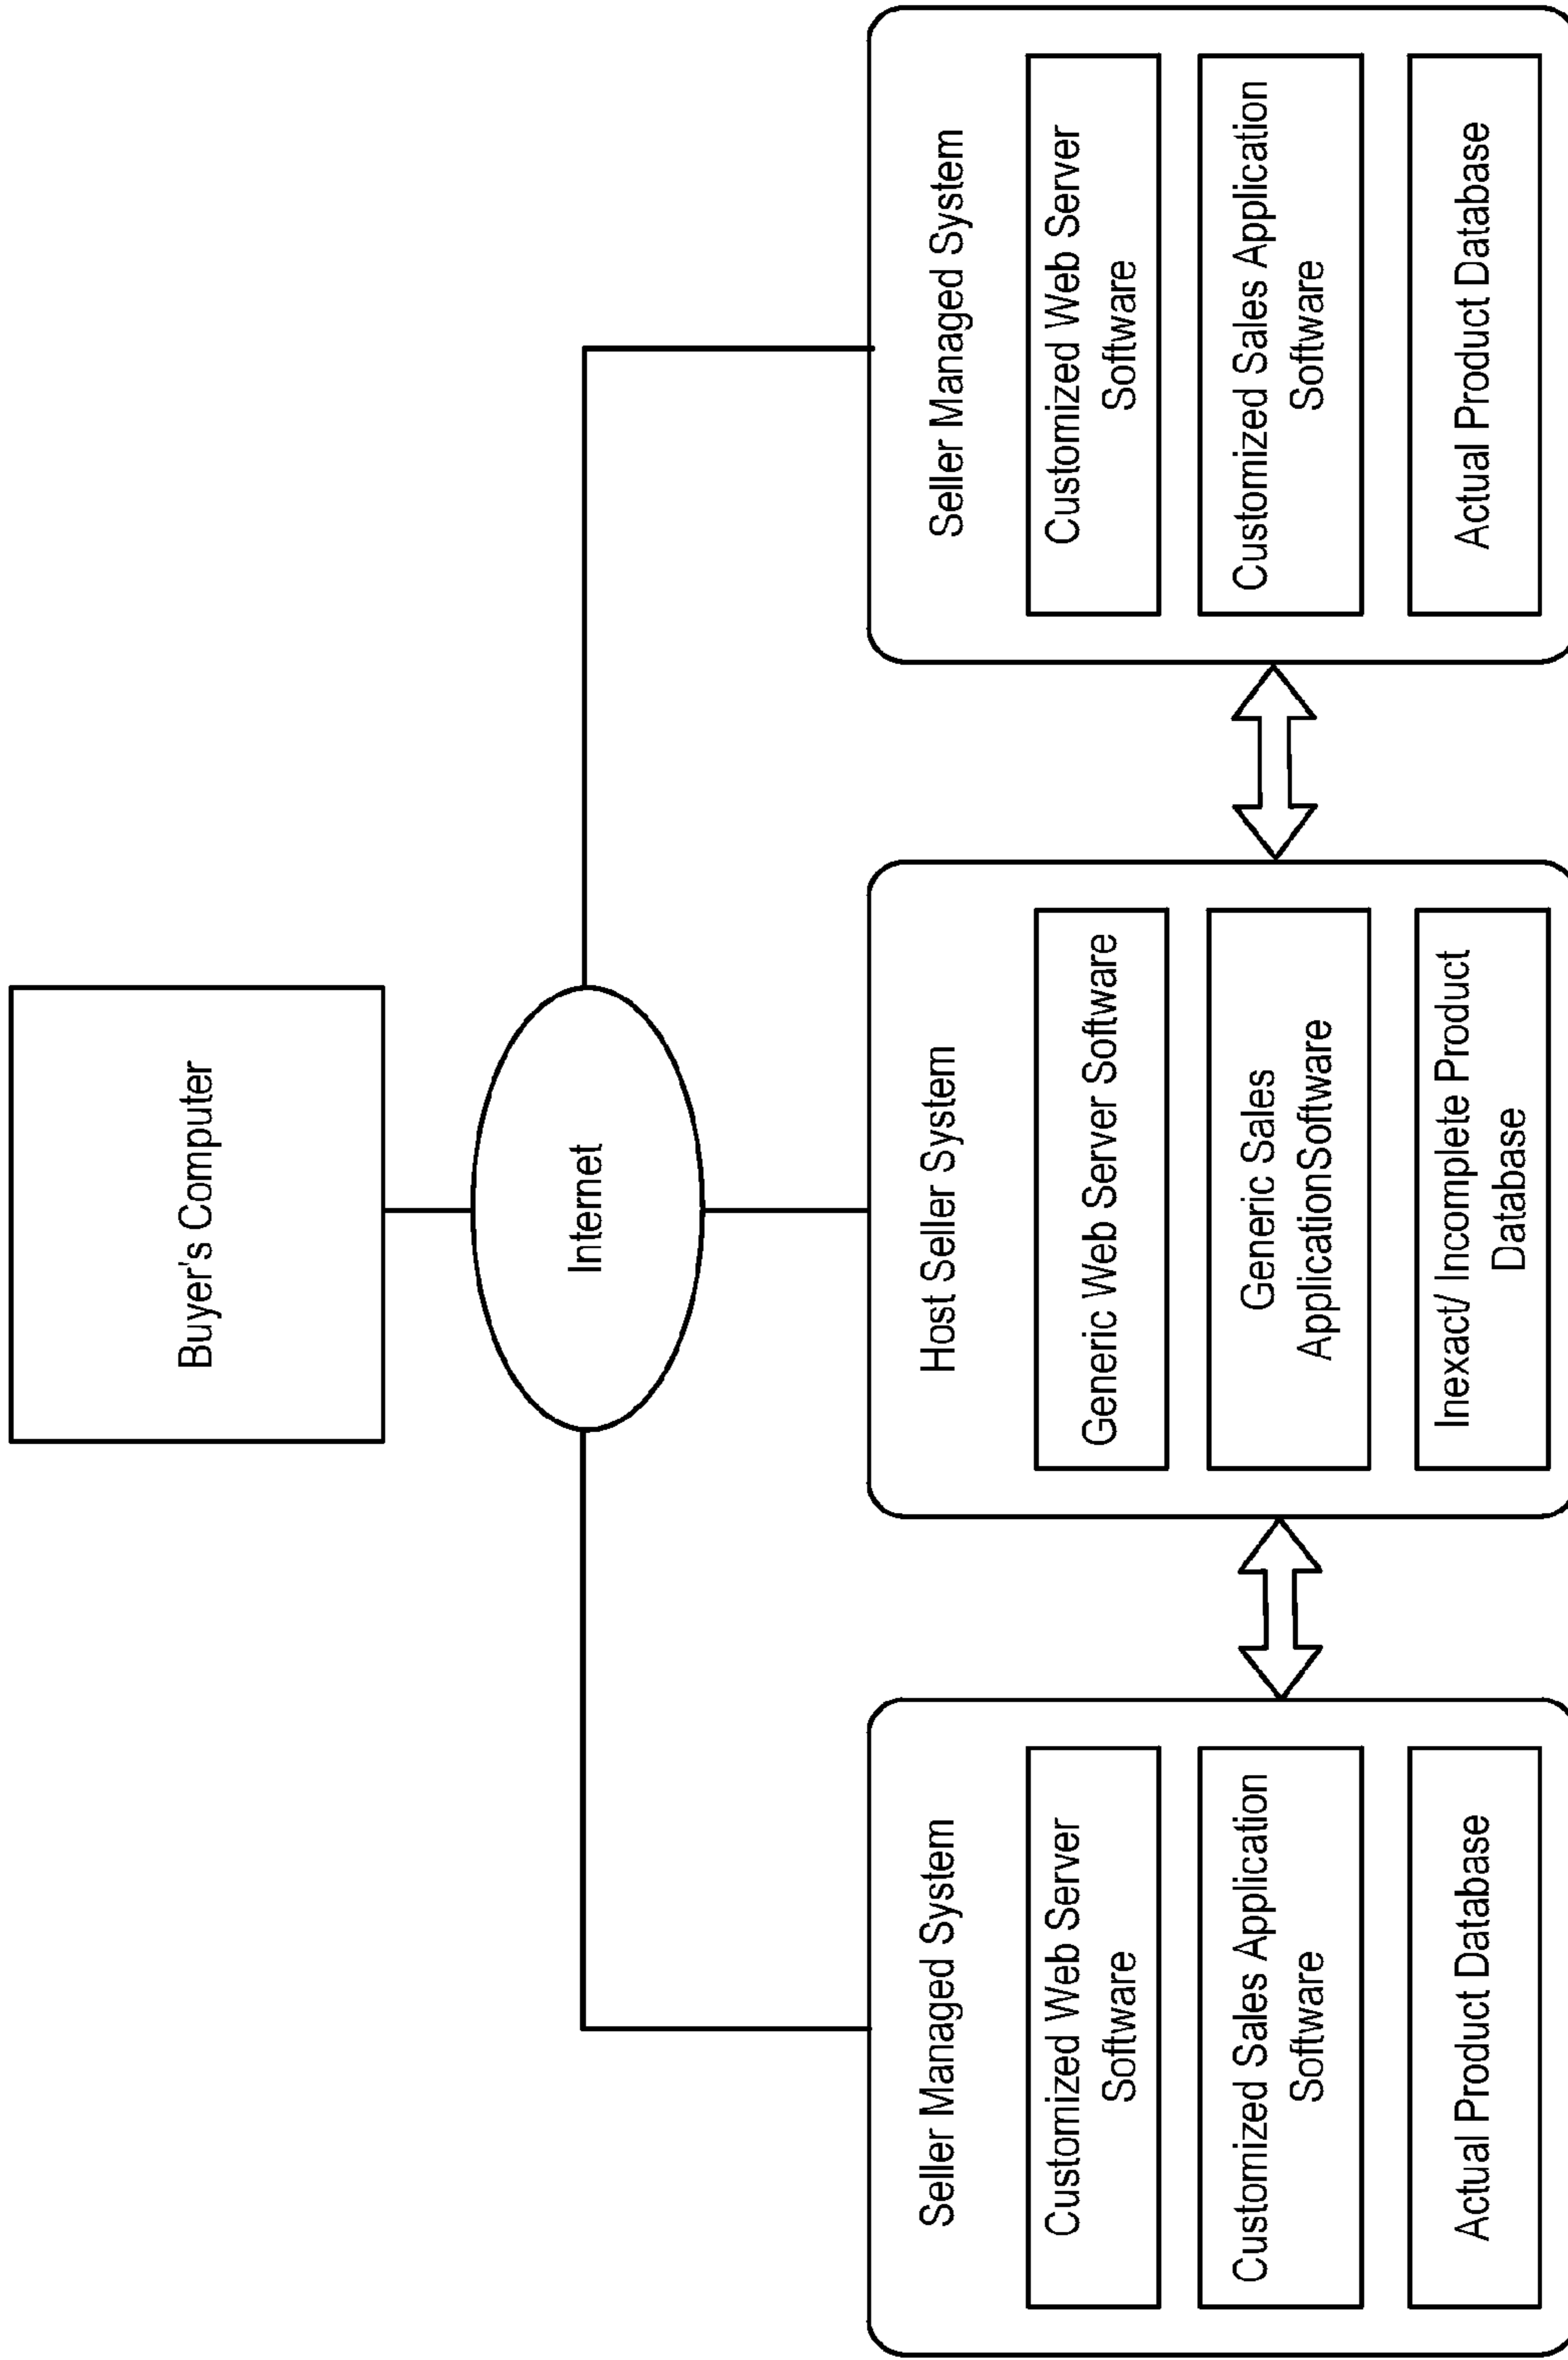 Buyer's Computer
Internet
Seller Managed System
Customized Web Server
Software
Customized Sales Application
Software
Actual Product Database
Host Seller System
Generic Web Server Software
Generic Sales
ApplicationSoftware
Inexact/ Incomplete Product
Database
Seller Managed System
Customized Web Server
Software
Customized Sales Application
Software
Actual Product Database